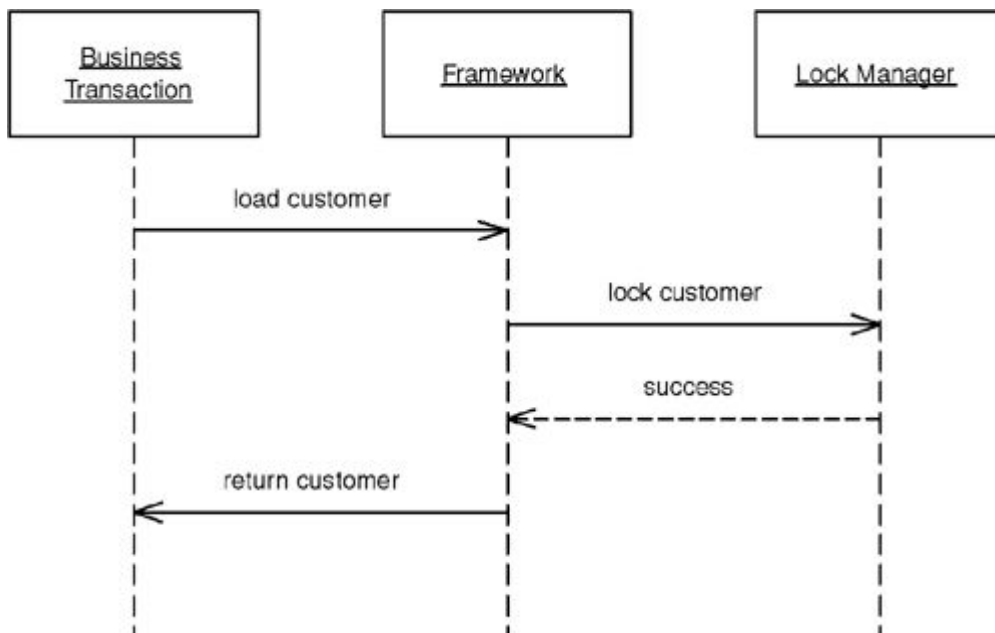 Business
Transaction
Framework
Lock Manager
load customer
lock customer
success
return customer